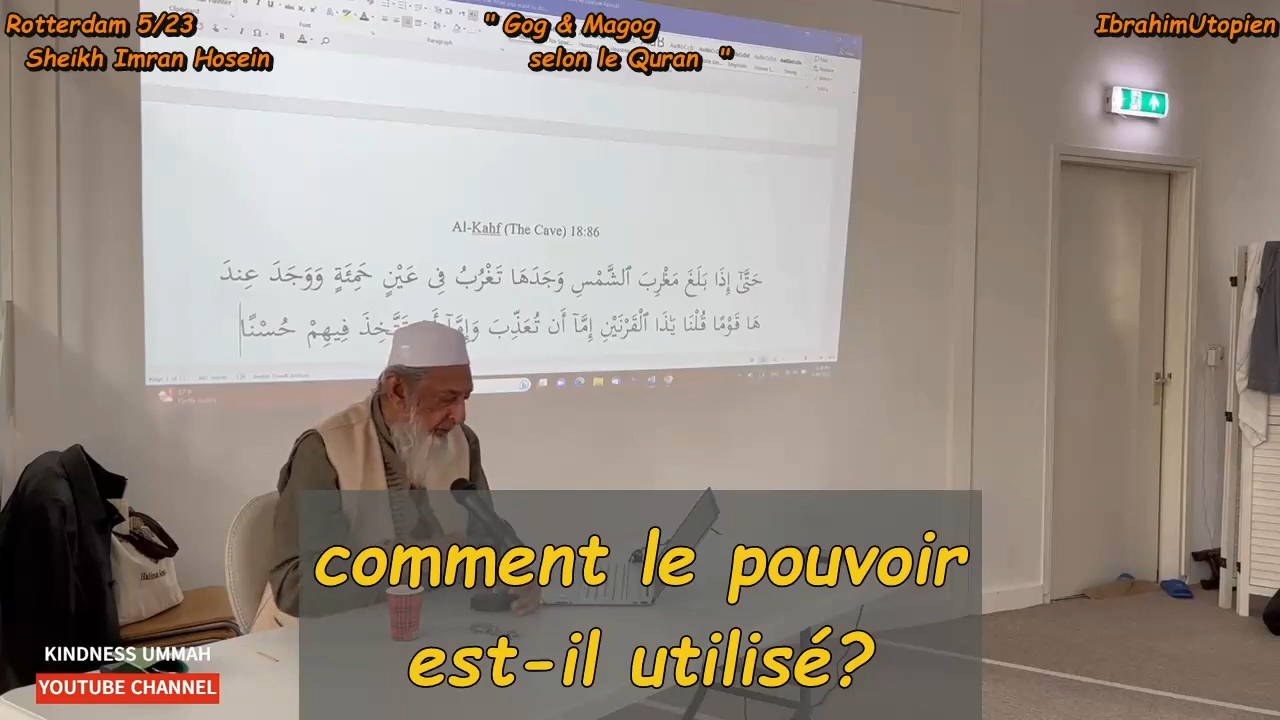 Rotterdam 5/23
Sheikh Imran Hosein
" Gog & Magog
selon le Quran "
IbrahimUtopien
Al-Kahf (The Cave) 18:86
حَتَّىٰٓ إِذَا بَلَغَ مَغْرِبَ ٱلشَّمْسِ وَجَدَهَا تَغْرُبُ فِى عَيْنٍ حَمِئَةٍ وَوَجَدَ عِندَ
هَا قَوْمًا قُلْنَا يَٰذَا ٱلْقَرْنَيْنِ إِمَّآ أَن تُعَذِّبَ وَإِمَّآ أَن تَتَّخِذَ فِيهِمْ حُسْنًا
comment le pouvoir
est-il utilisé?
KINDNESS UMMAH
YOUTUBE CHANNEL